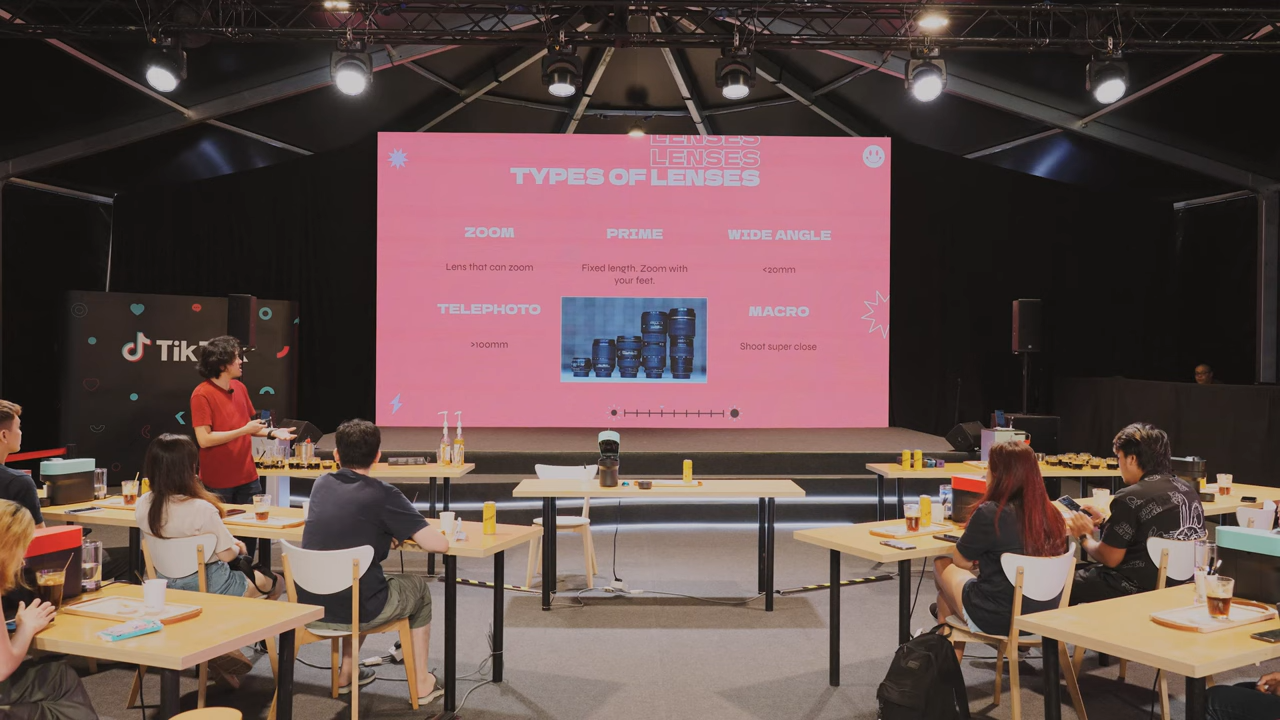 LENSES
LENSES
TYPES OF LENSES
ZOOM
Lens that can zoom
PRIME
Fixed length. Zoom with
your feet.
WIDE ANGLE
<20mm
TELEPHOTO
>100mm
MACRO
Shoot super close
TikTok